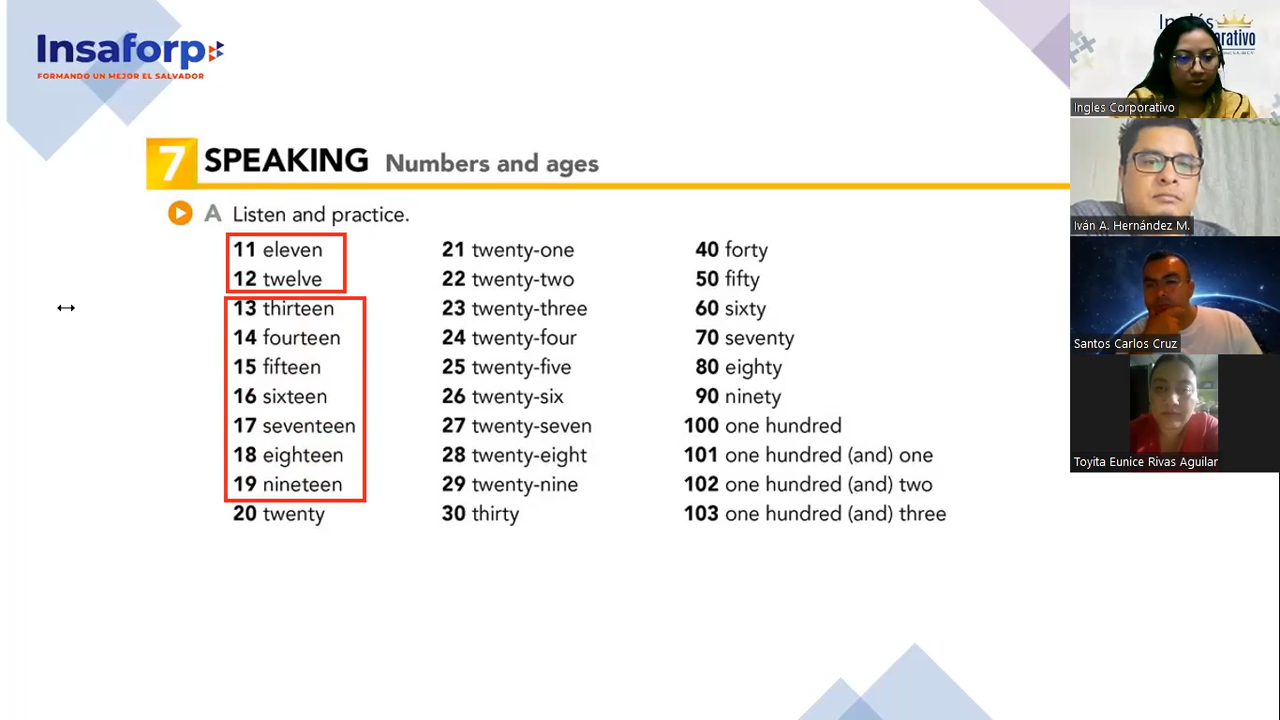 Insaforp
FORMANDO UN MEJOR EL SALVADOR
7 SPEAKING Numbers and ages
A Listen and practice.
11 eleven
12 twelve
13 thirteen
14 fourteen
15 fifteen
16 sixteen
17 seventeen
18 eighteen
19 nineteen
20 twenty
21 twenty-one
22 twenty-two
23 twenty-three
24 twenty-four
25 twenty-five
26 twenty-six
27 twenty-seven
28 twenty-eight
29 twenty-nine
30 thirty
40 forty
50 fifty
60 sixty
70 seventy
80 eighty
90 ninety
100 one hundred
101 one hundred (and) one
102 one hundred (and) two
103 one hundred (and) three
Ingles Corporativo
Iván A. Hernández M.
Santos Carlos Cruz
Toyita Eunice Rivas Aguilar